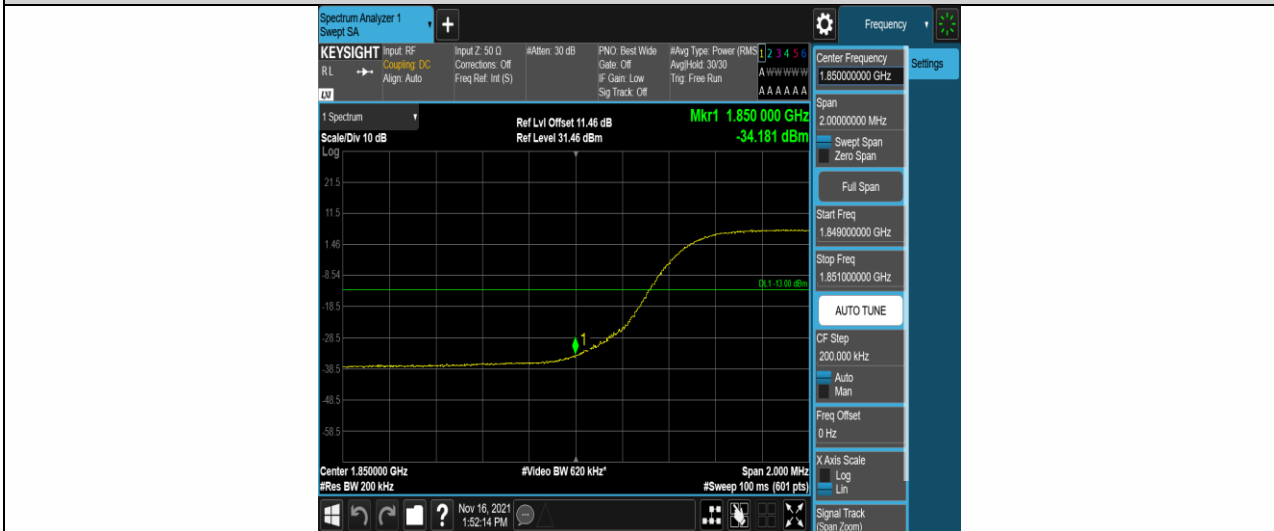 Spectrum Analyzer 1
Swept SA
+
Frequency
KEYSIGHT
RL
LXI
Input: RF
Coupling: DC
Align: Auto
Input Z: 50 Ω
Corrections: Off
Freq Ref: Int (S)
#Atten: 30 dB
PNO: Best Wide
Gate: Off
IF Gain: Low
Sig Track: Off
#Avg Type: Power (RMS
Avg|Hold: 30/30
Trig: Free Run
1 2 3 4 5 6
A W W W W W
A A A A A A
1 Spectrum
Scale/Div 10 dB
Log
Ref Lvl Offset 11.46 dB
Ref Level 31.46 dBm
Mkr1 1.850 000 GHz
-34.181 dBm
21.5
11.5
1.46
-8.54
DL1 -13.00 dBm
-18.5
-28.5
1
-38.5
-48.5
-58.5
Center 1.850000 GHz
#Video BW 620 kHz*
Span 2.000 MHz
#Res BW 200 kHz
#Sweep 100 ms (601 pts)
?
Nov 16, 2021
1:52:14 PM
Center Frequency
1.850000000 GHz
Settings
Span
2.00000000 MHz
Swept Span
Zero Span
Full Span
Start Freq
1.849000000 GHz
Stop Freq
1.851000000 GHz
AUTO TUNE
CF Step
200.000 kHz
Auto
Man
Freq Offset
0 Hz
X Axis Scale
Log
Lin
Signal Track
(Span Zoom)